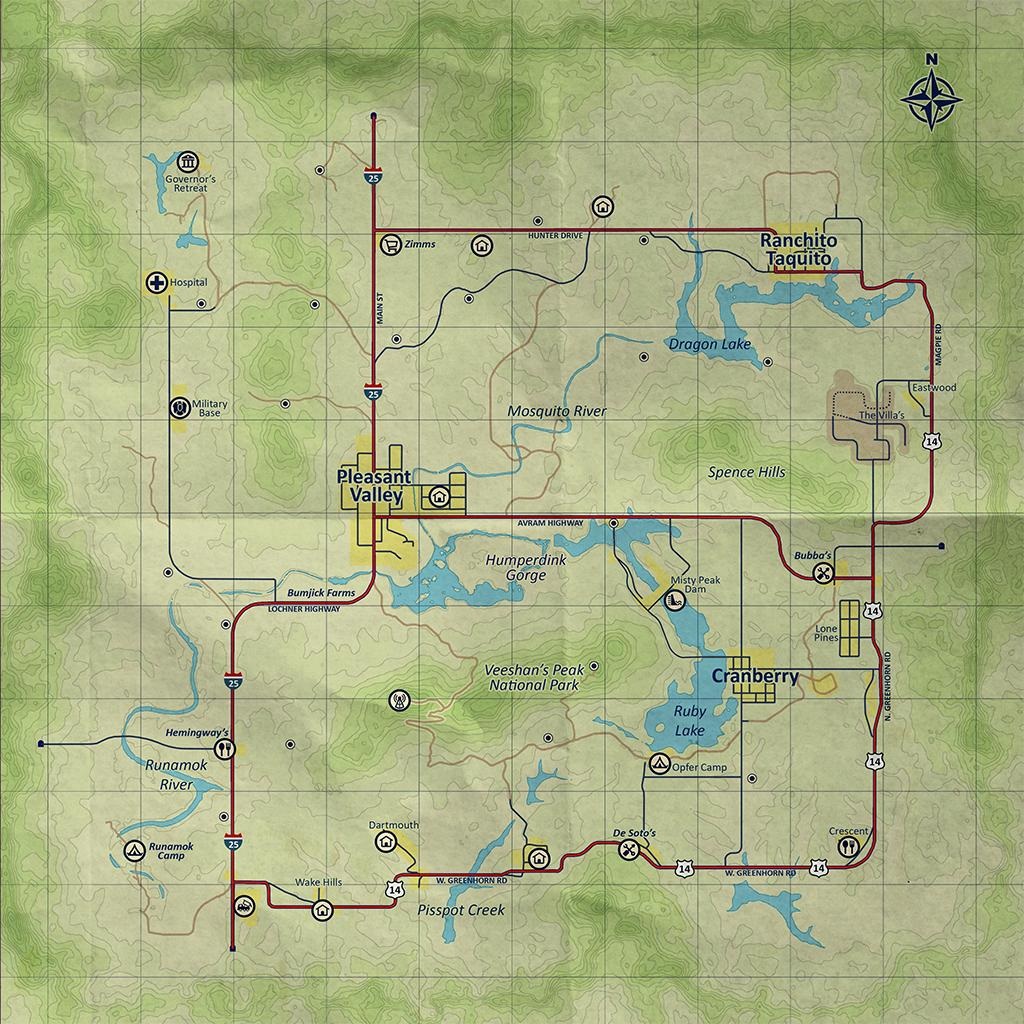 N
Governor's
Retreat
25
Zimms
HUNTER DRIVE
Ranchito
Taquito
Hospital
MAIN ST
Dragon Lake
MAGPIE RD
25
Eastwood
Military
Base
Mosquito River
The Villa's
14
Pleasant
Valley
Spence Hills
AVRAM HIGHWAY
Humperdink
Gorge
Bubba's
Misty Peak
Dam
Bumjick Farms
LOCHNER HIGHWAY
14
Lone
Pines
25
Veeshan's Peak
National Park
Cranberry
N. GREENHORN RD
Ruby
Lake
Hemingway's
Runamok
River
Opfer Camp
14
25
Dartmouth
De Soto's
Crescent
Runamok
Camp
14
14
W. GREENHORN RD
W. GREENHORN RD
Wake Hills
14
Pisspot Creek